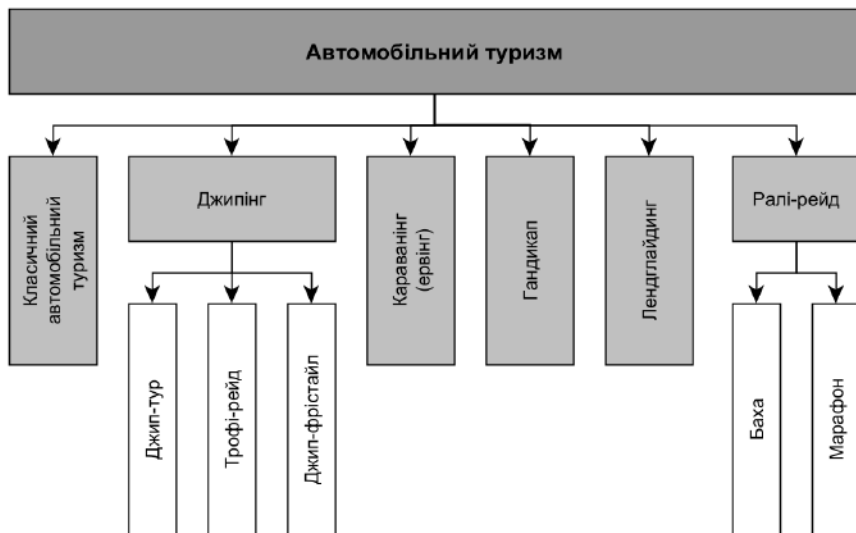 Автомобільний туризм
Класичний
автомобільний
туризм
Джипінг
Караванінг
(ервінг)
Гандикап
Лендглайдинг
Ралі-рейд
Джип-тур
Трофі-рейд
Джип-фрістайл
Баха
Марафон